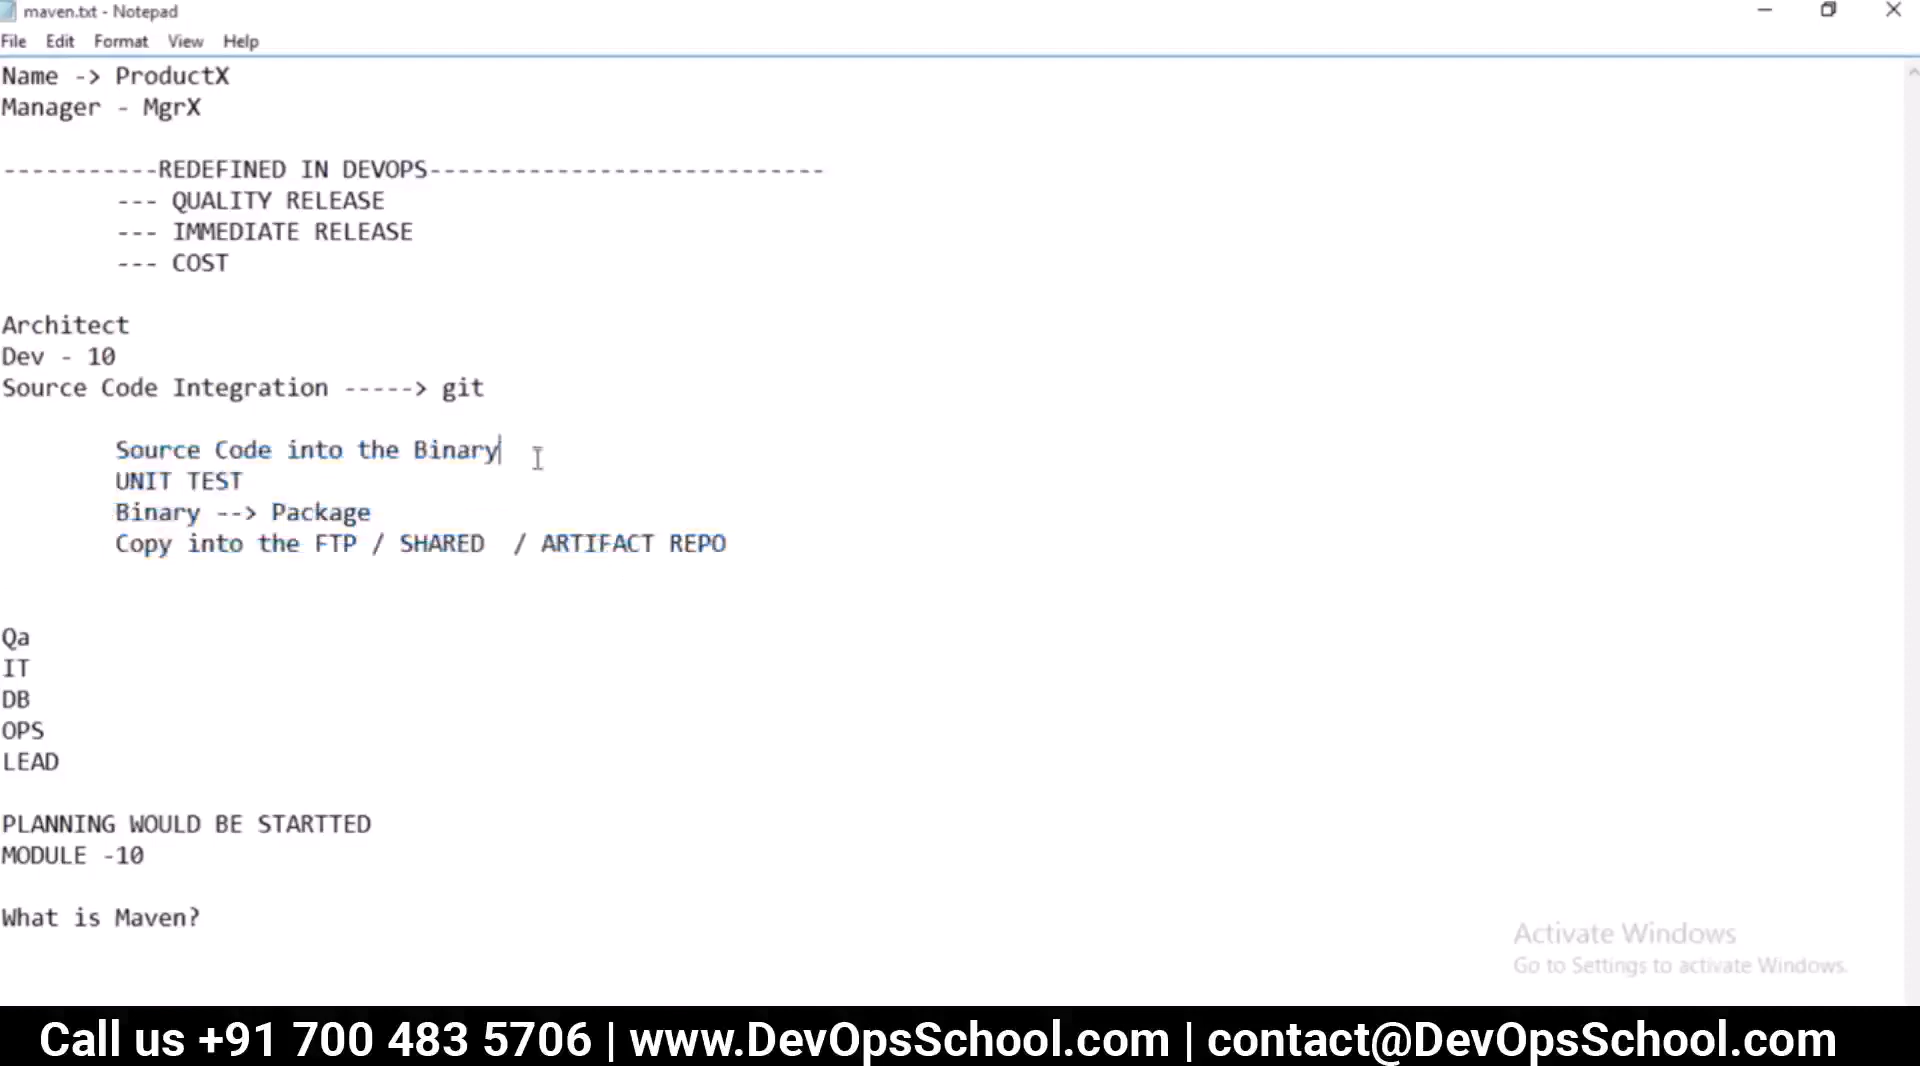 maven.txt - Notepad
File Edit Format View Help
Name -> ProductX
Manager - MgrX
-----------REDEFINED IN DEVOPS----------------------------
--- QUALITY RELEASE
--- IMMEDIATE RELEASE
--- COST
Architect
Dev - 10
Source Code Integration -----> git
Source Code into the Binary
UNIT TEST
Binary --> Package
Copy into the FTP / SHARED  / ARTIFACT REPO
Qa
IT
DB
OPS
LEAD
PLANNING WOULD BE STARTTED
MODULE -10
What is Maven?
Activate Windows
Go to Settings to activate Windows.
Call us +91 700 483 5706 | www.DevOpsSchool.com | contact@DevOpsSchool.com